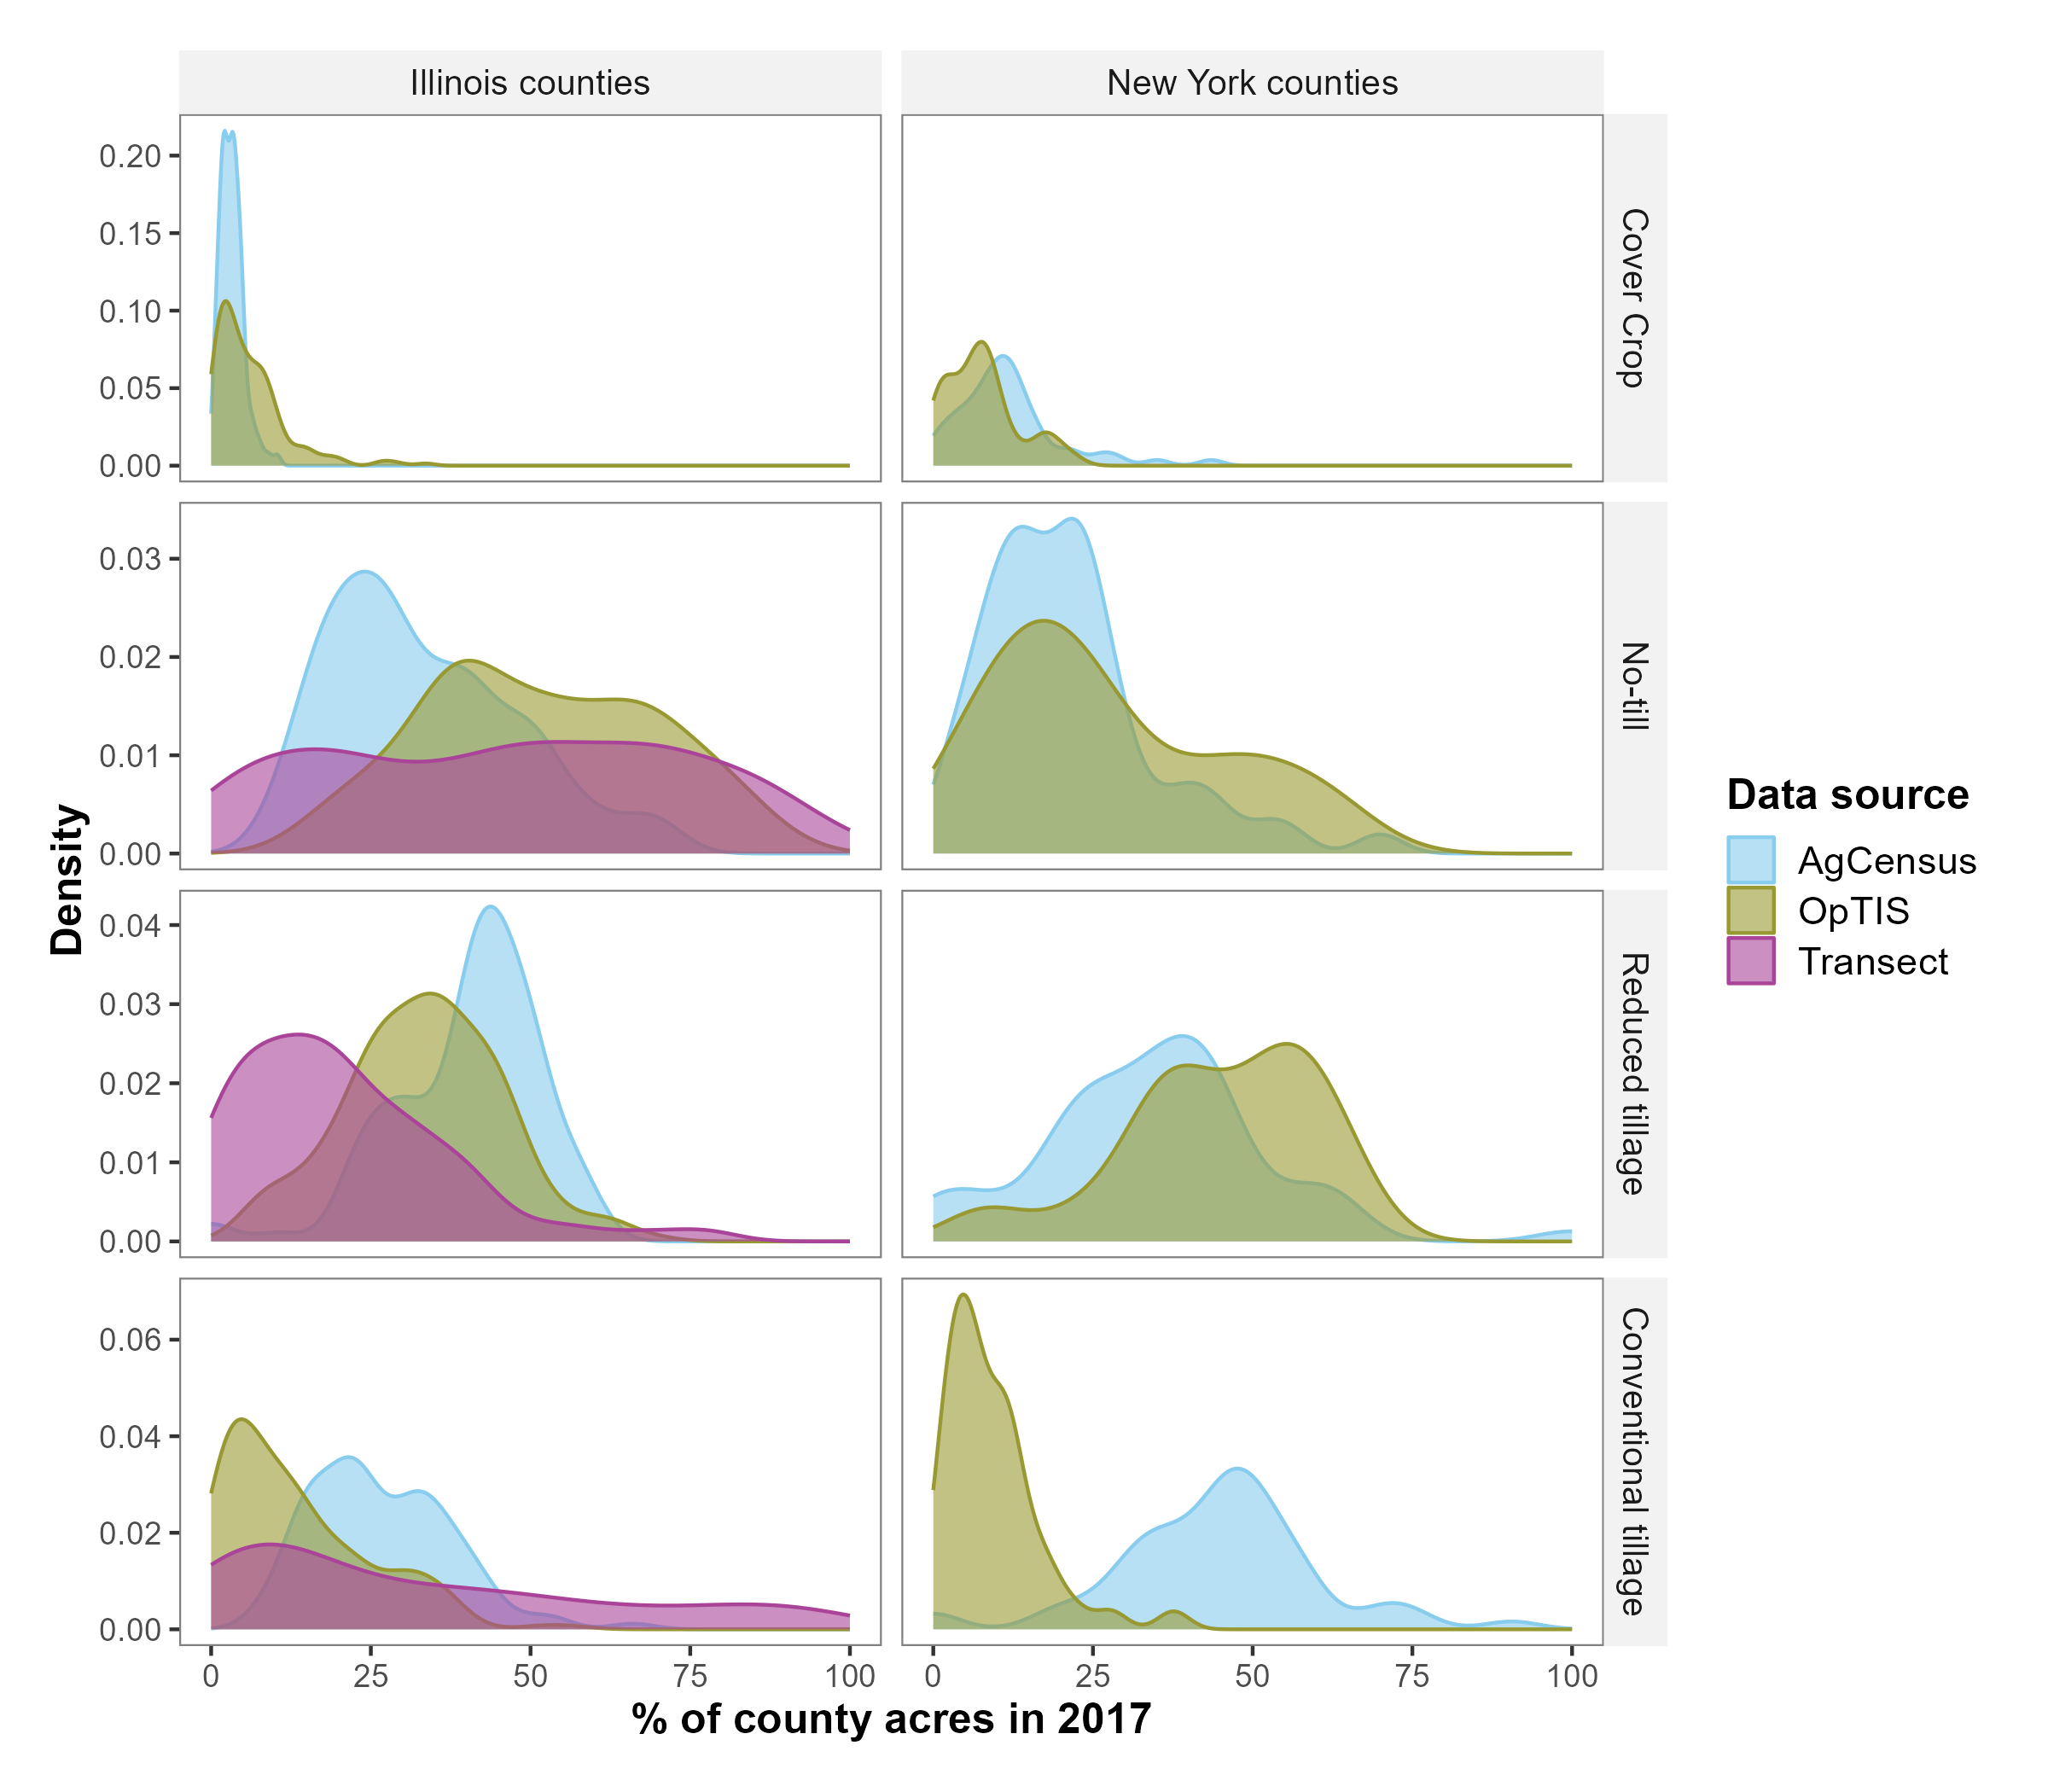 Illinois counties
New York counties
0.20
0.15
0.10
0.05
0.00
Cover Crop
0.03
0.02
0.01
0.00
No-till
0.04
0.03
0.02
0.01
0.00
Reduced tillage
0.06
0.04
0.02
0.00
Conventional tillage
0 25 50 75 100
0 25 50 75 100
% of county acres in 2017
Density
Data source
AgCensus
OpTIS
Transect